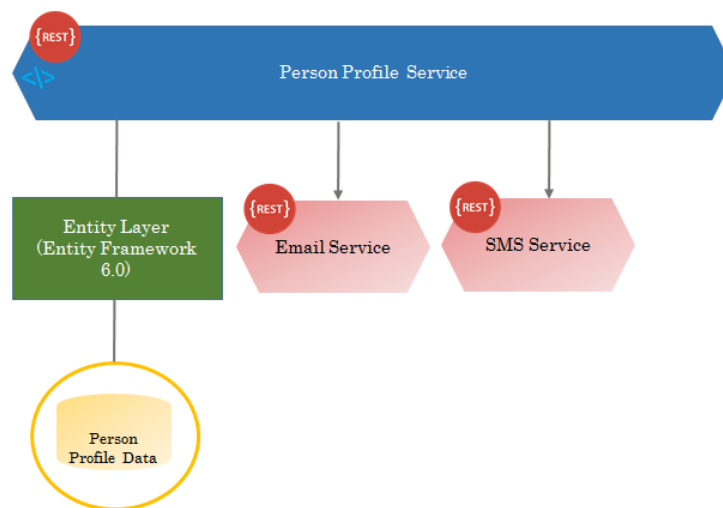 {REST}
</>
Person Profile Service
Entity Layer
(Entity Framework
6.0)
{REST}
Email Service
{REST}
SMS Service
Person
Profile Data